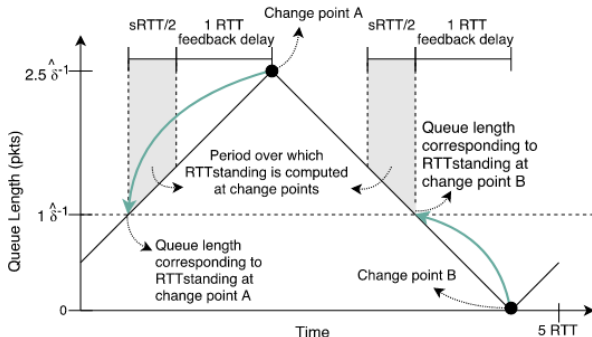 Change point A
sRTT/2
1 RTT
feedback delay
sRTT/2
1 RTT
feedback delay
2.5 δ̂⁻¹
Queue length
corresponding to
RTTstanding at
change point B
Period over which
RTTstanding is computed
at change points
Queue Length (pkts)
1 δ̂⁻¹
Queue length
corresponding to
RTTstanding at
change point A
Change point B
0
Time
5 RTT